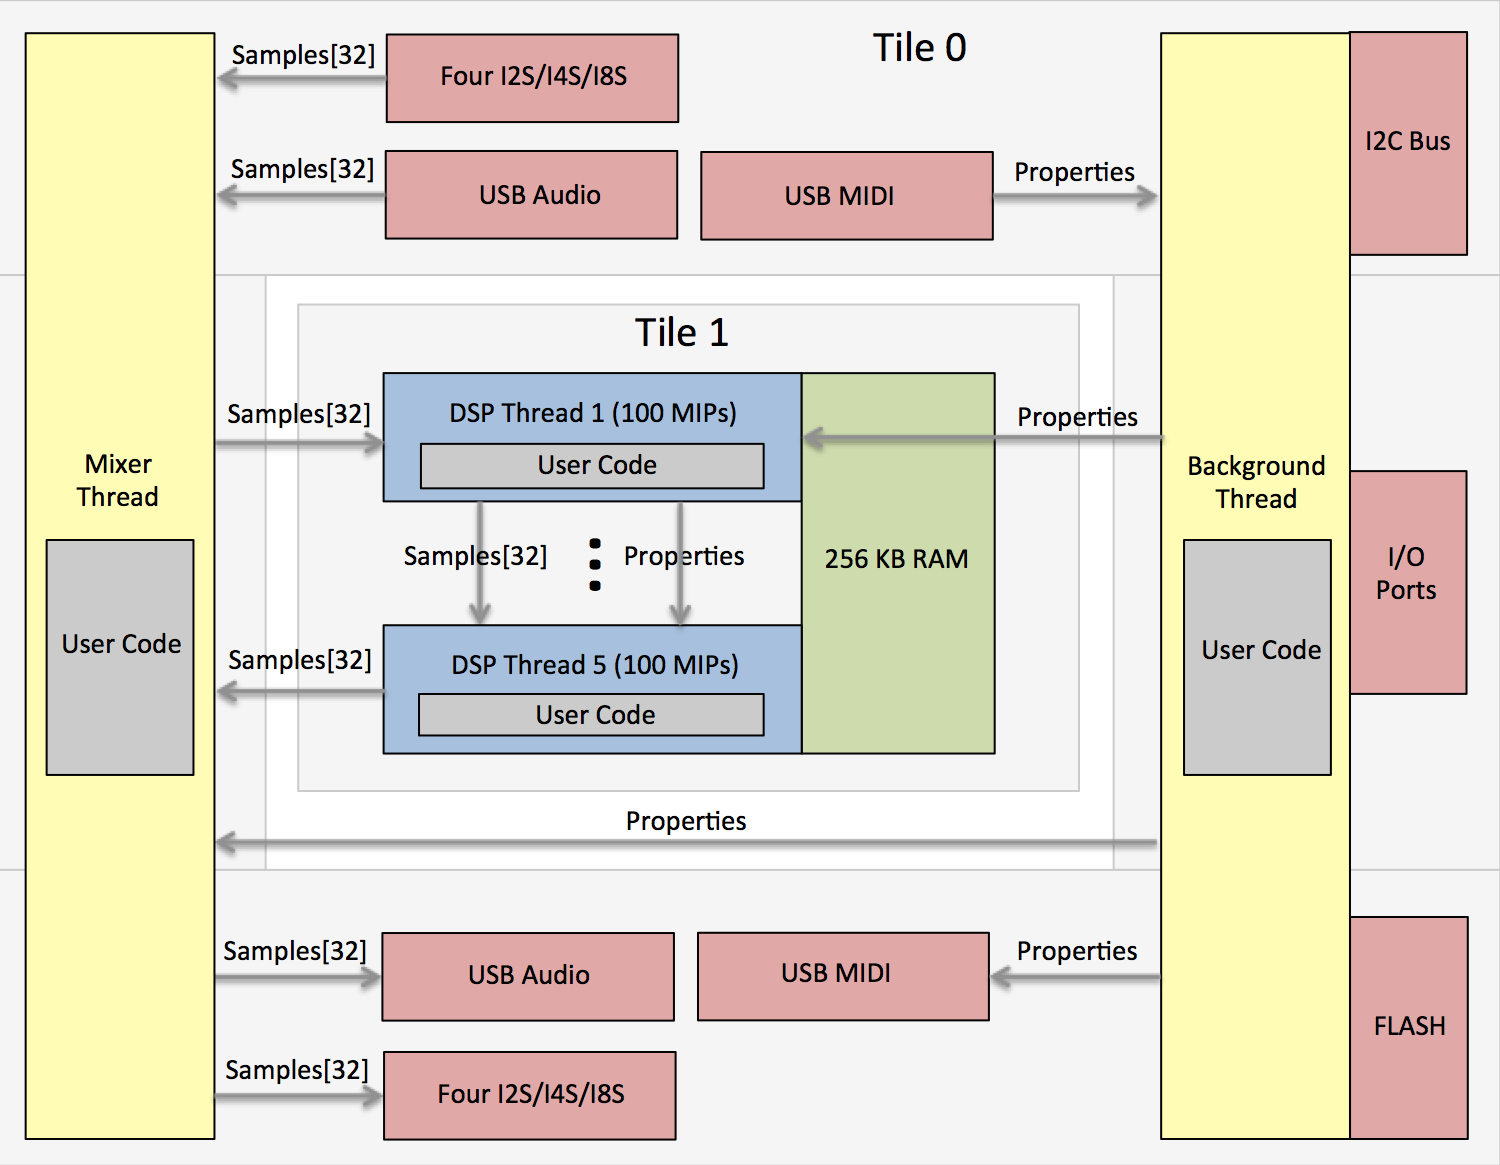 Tile 0
Samples[32]
Four I2S/I4S/I8S
I2C Bus
Samples[32]
USB Audio
USB MIDI
Properties
Tile 1
Samples[32]
DSP Thread 1 (100 MIPs)
User Code
Properties
Mixer
Thread
Background
Thread
Samples[32]
Properties
256 KB RAM
I/O
Ports
User Code
Samples[32]
DSP Thread 5 (100 MIPs)
User Code
User Code
Properties
Samples[32]
USB Audio
USB MIDI
Properties
FLASH
Samples[32]
Four I2S/I4S/I8S